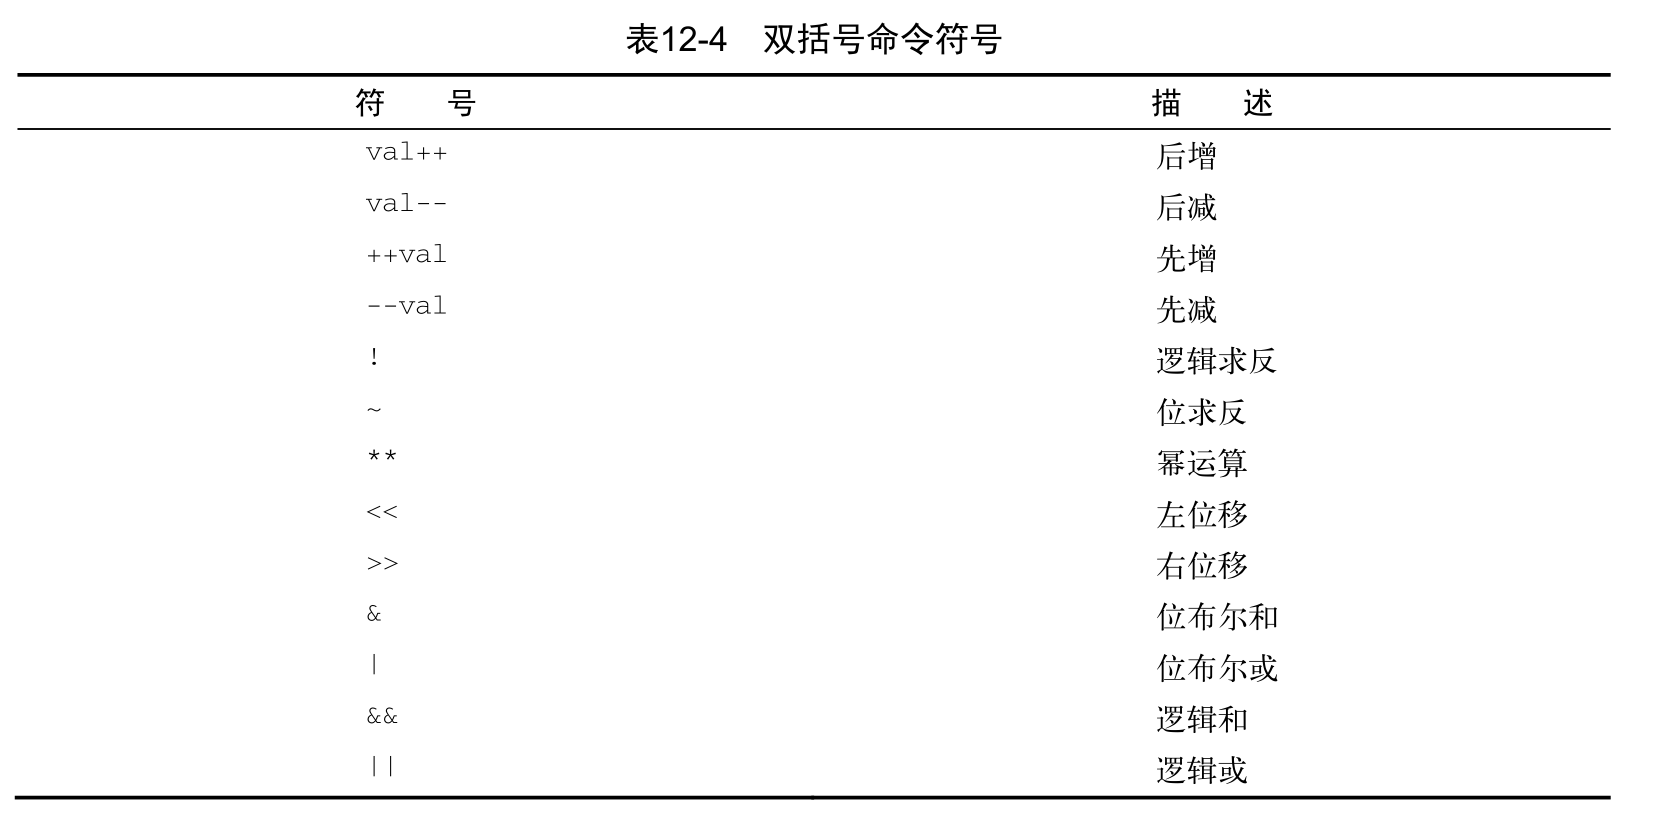 表12-4 双括号命令符号
符 号 描 述
val++ 后增
val-- 后减
++val 先增
--val 先减
! 逻辑求反
~ 位求反
** 幂运算
<< 左位移
>> 右位移
& 位布尔和
| 位布尔或
&& 逻辑和
|| 逻辑或